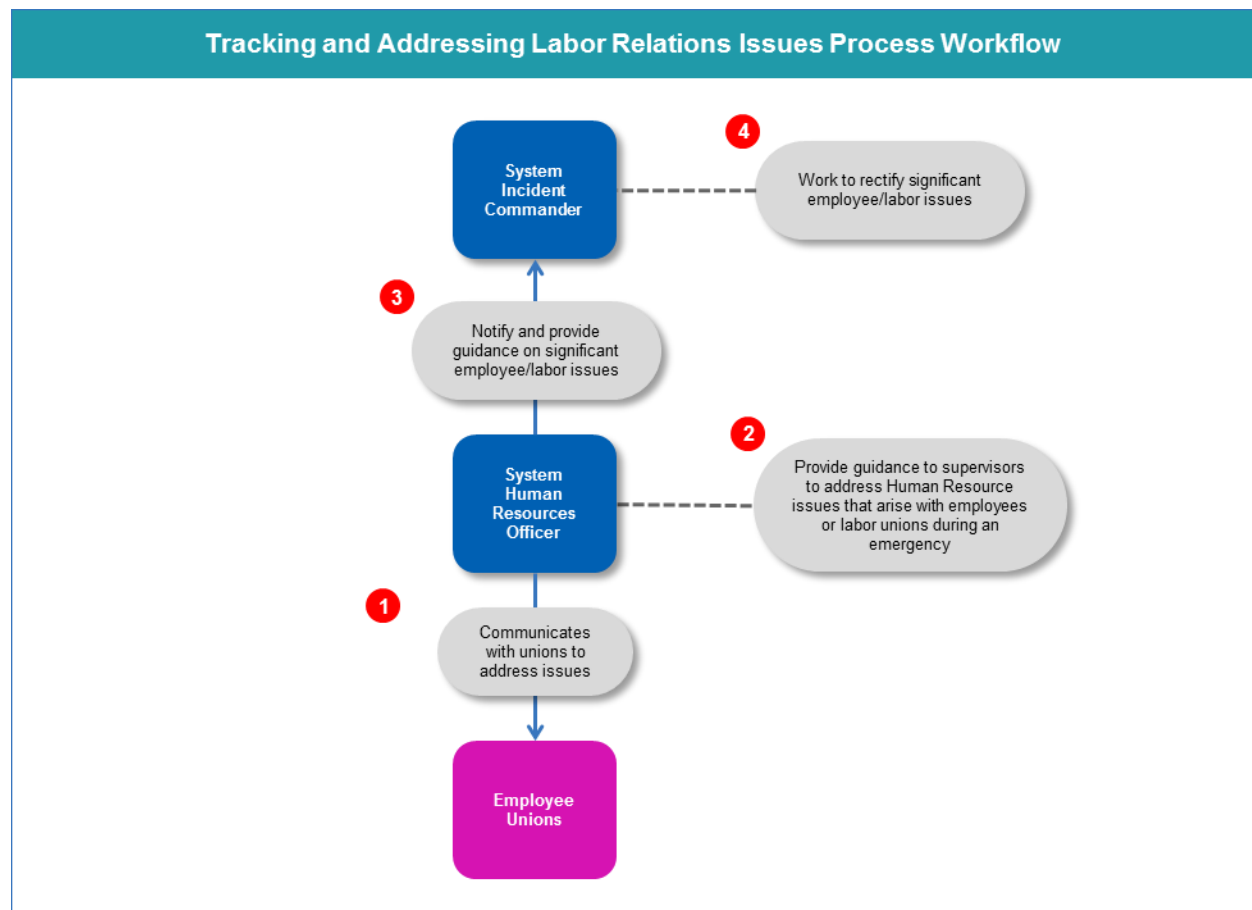 Tracking and Addressing Labor Relations Issues Process Workflow
4
System
Incident
Commander
Work to rectify significant
employee/labor issues
3
Notify and provide
guidance on significant
employee/labor issues
2
System
Human
Resources
Officer
Provide guidance to supervisors
to address Human Resource
issues that arise with employees
or labor unions during an
emergency
1
Communicates
with unions to
address issues
Employee
Unions